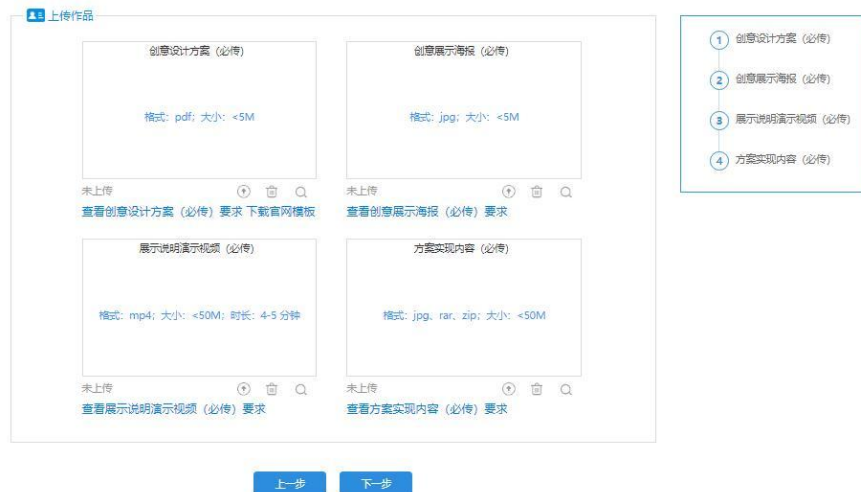 上传作品
创意设计方案（必传）
格式：pdf；大小：<5M
未上传
查看创意设计方案（必传）要求 下载官网模板
创意展示海报（必传）
格式：jpg；大小：<5M
未上传
查看创意展示海报（必传）要求
展示说明演示视频（必传）
格式：mp4；大小：<50M；时长：4-5 分钟
未上传
查看展示说明演示视频（必传）要求
方案实现内容（必传）
格式：jpg、rar、zip；大小：<50M
未上传
查看方案实现内容（必传）要求
上一步
下一步
1 创意设计方案（必传）
2 创意展示海报（必传）
3 展示说明演示视频（必传）
4 方案实现内容（必传）